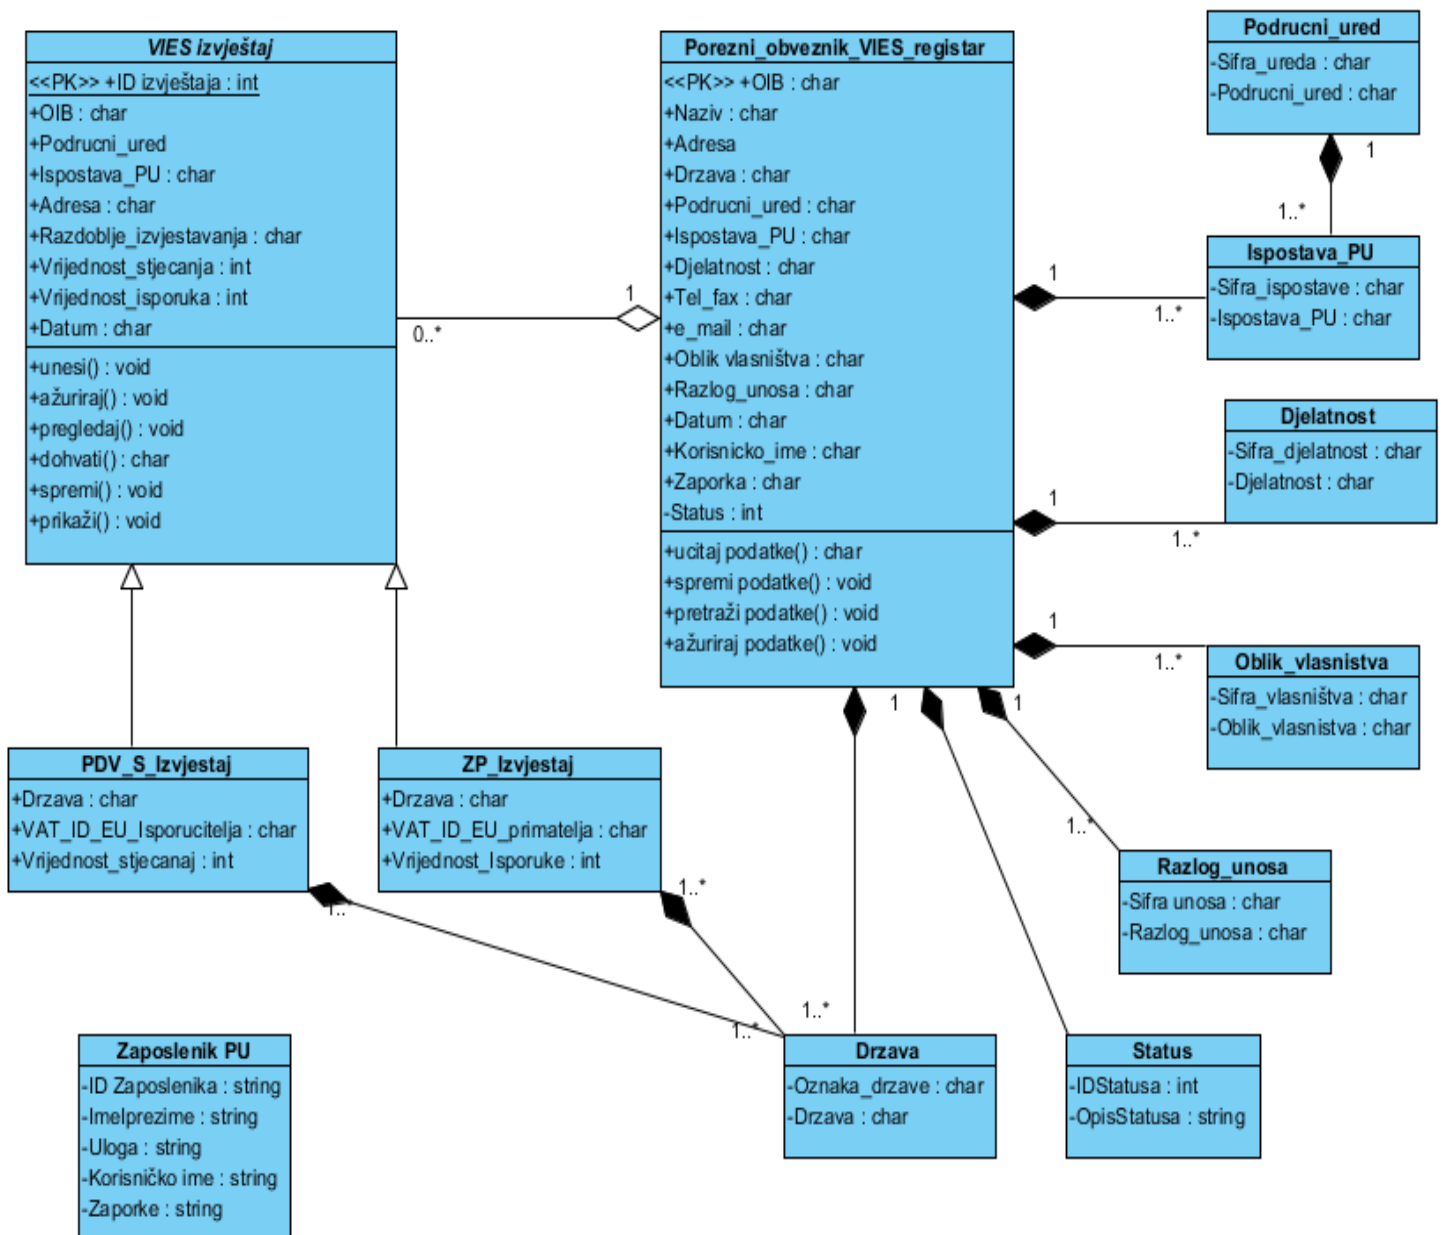 VIES izvještaj
<<PK>> +ID izvještaja : int
+OIB : char
+Podrucni_ured
+Ispostava_PU : char
+Adresa : char
+Razdoblje_izvjestavanja : char
+Vrijednost_stjecanja : int
+Vrijednost_isporuka : int
+Datum : char
+unesi() : void
+ažuriraj() : void
+pregledaj() : void
+dohvati() : char
+spremi() : void
+prikaži() : void
0..*
1
Porezni_obveznik_VIES_registar
<<PK>> +OIB : char
+Naziv : char
+Adresa
+Drzava : char
+Podrucni_ured : char
+Ispostava_PU : char
+Djelatnost : char
+Tel_fax : char
+e_mail : char
+Oblik vlasništva : char
+Razlog_unosa : char
+Datum : char
+Korisnicko_ime : char
+Zaporka : char
-Status : int
+ucitaj podatke() : char
+spremi podatke() : void
+pretraži podatke() : void
+ažuriraj podatke() : void
Podrucni_ured
-Sifra_ureda : char
-Podrucni_ured : char
1
1..*
Ispostava_PU
-Sifra_ispostave : char
-Ispostava_PU : char
1
1..*
Djelatnost
-Sifra_djelatnost : char
-Djelatnost : char
1
1..*
Oblik_vlasnistva
-Sifra_vlasništva : char
-Oblik_vlasnistva : char
1
1..*
1
1
1..*
Razlog_unosa
-Sifra unosa : char
-Razlog_unosa : char
PDV_S_Izvjestaj
+Drzava : char
+VAT_ID_EU_Isporucitelja : char
+Vrijednost_stjecanaj : int
1..*
1..*
ZP_Izvjestaj
+Drzava : char
+VAT_ID_EU_primatelja : char
+Vrijednost_Isporuke : int
1..*
1..*
Drzava
-Oznaka_drzave : char
-Drzava : char
Status
-IDStatusa : int
-OpisStatusa : string
Zaposlenik PU
-ID Zaposlenika : string
-ImeIprezime : string
-Uloga : string
-Korisničko ime : string
-Zaporke : string